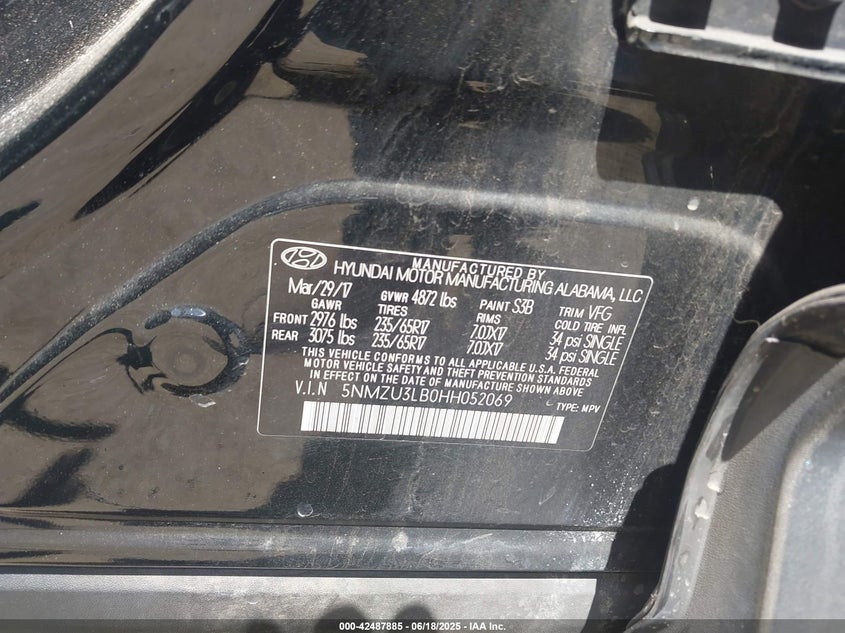 MANUFACTURED BY
HYUNDAI MOTOR MANUFACTURING ALABAMA, LLC
Mar/29/17 GVWR 4872 lbs PAINT S3B TRIM VFG
GAWR TIRES RIMS COLD TIRE INFL
FRONT 2976 lbs 235/65R17 7.0JX17 34 psi SINGLE
REAR 3075 lbs 235/65R17 7.0JX17 34 psi SINGLE
THIS VEHICLE CONFORMS TO ALL APPLICABLE U.S.A. FEDERAL
MOTOR VEHICLE SAFETY AND THEFT PREVENTION STANDARDS
IN EFFECT ON THE DATE OF MANUFACTURE SHOWN ABOVE
V.I.N 5NMZU3LB0HH052069
TYPE: MPV
000-42487885 - 06/18/2025 - IAA Inc.